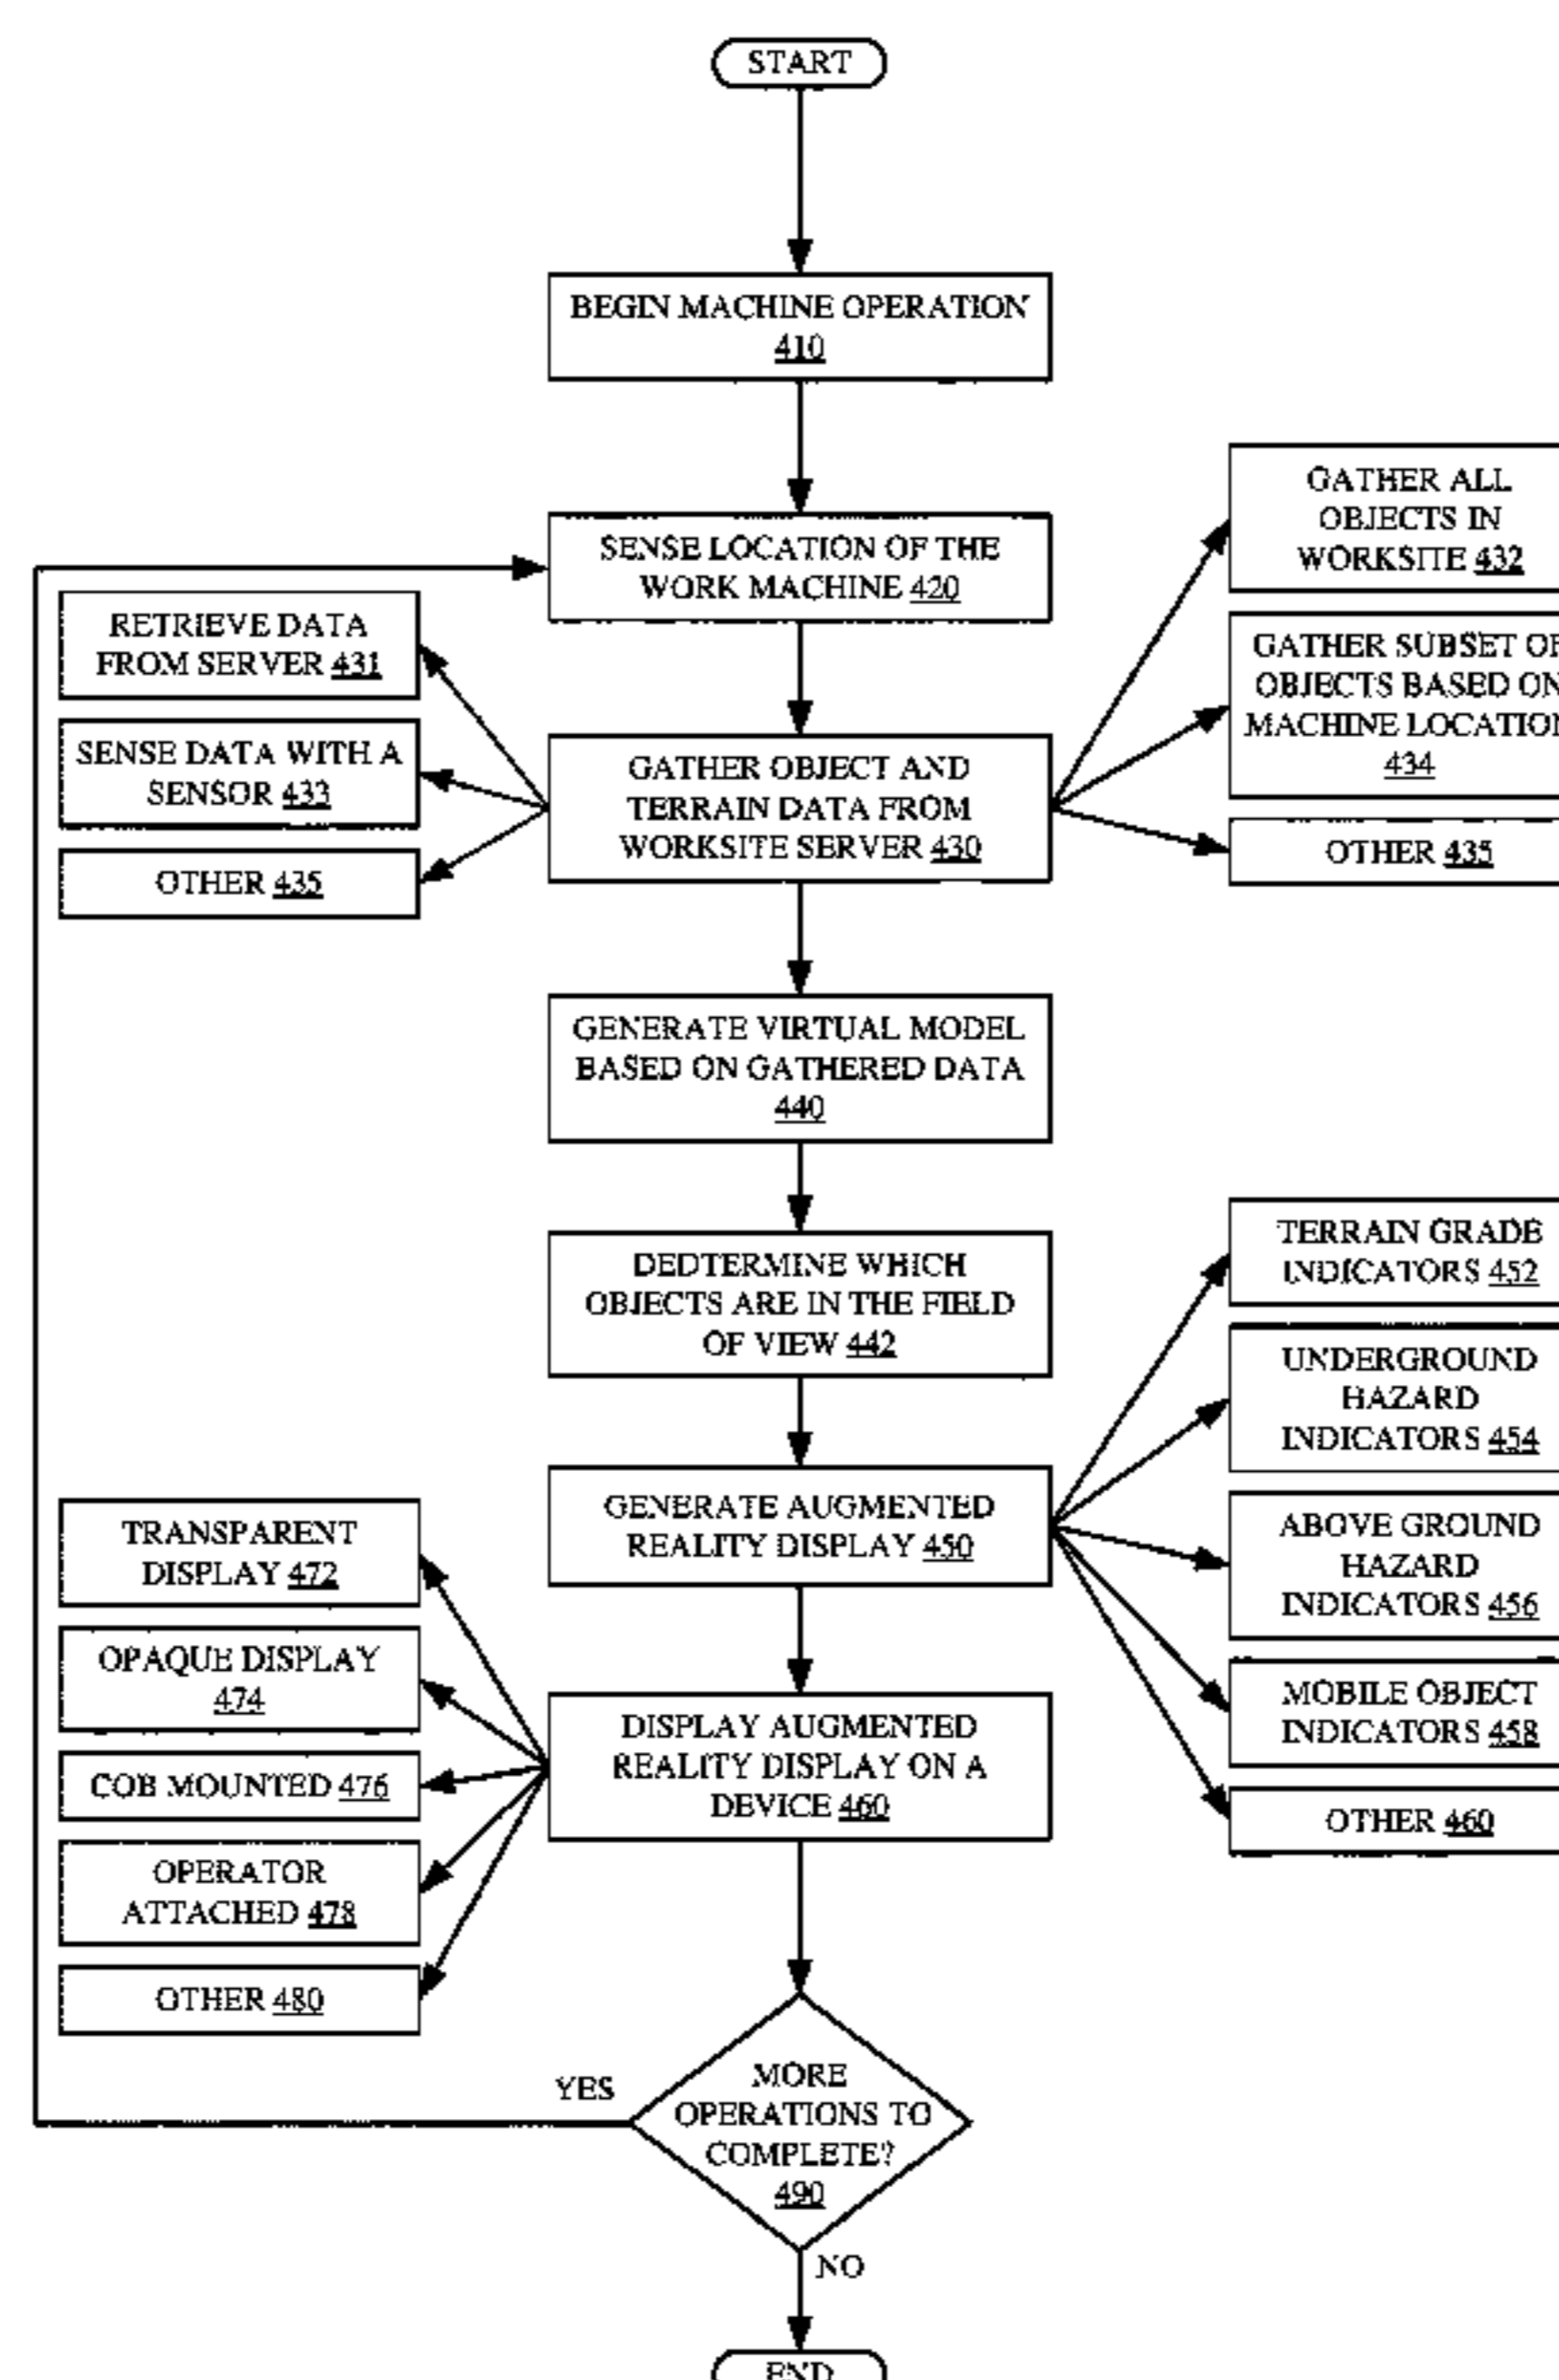 START
BEGIN MACHINE OPERATION
410
SENSE LOCATION OF THE
WORK MACHINE 420
GATHER ALL
OBJECTS IN
WORKSITE 432
RETRIEVE DATA
FROM SERVER 431
GATHER SUBSET OF
OBJECTS BASED ON
MACHINE LOCATION
434
SENSE DATA WITH A
SENSOR 433
GATHER OBJECT AND
TERRAIN DATA FROM
WORKSITE SERVER 430
OTHER 435
OTHER 435
GENERATE VIRTUAL MODEL
BASED ON GATHERED DATA
440
DEDTERMINE WHICH
OBJECTS ARE IN THE FIELD
OF VIEW 442
TERRAIN GRADE
INDICATORS 452
UNDERGROUND
HAZARD
INDICATORS 454
GENERATE AUGMENTED
REALITY DISPLAY 450
ABOVE GROUND
HAZARD
INDICATORS 456
TRANSPARENT
DISPLAY 472
OPAQUE DISPLAY
474
MOBILE OBJECT
INDICATORS 458
DISPLAY AUGMENTED
REALITY DISPLAY ON A
DEVICE 460
COB MOUNTED 476
OTHER 460
OPERATOR
ATTACHED 478
OTHER 480
YES
MORE
OPERATIONS TO
COMPLETE?
490
NO
END